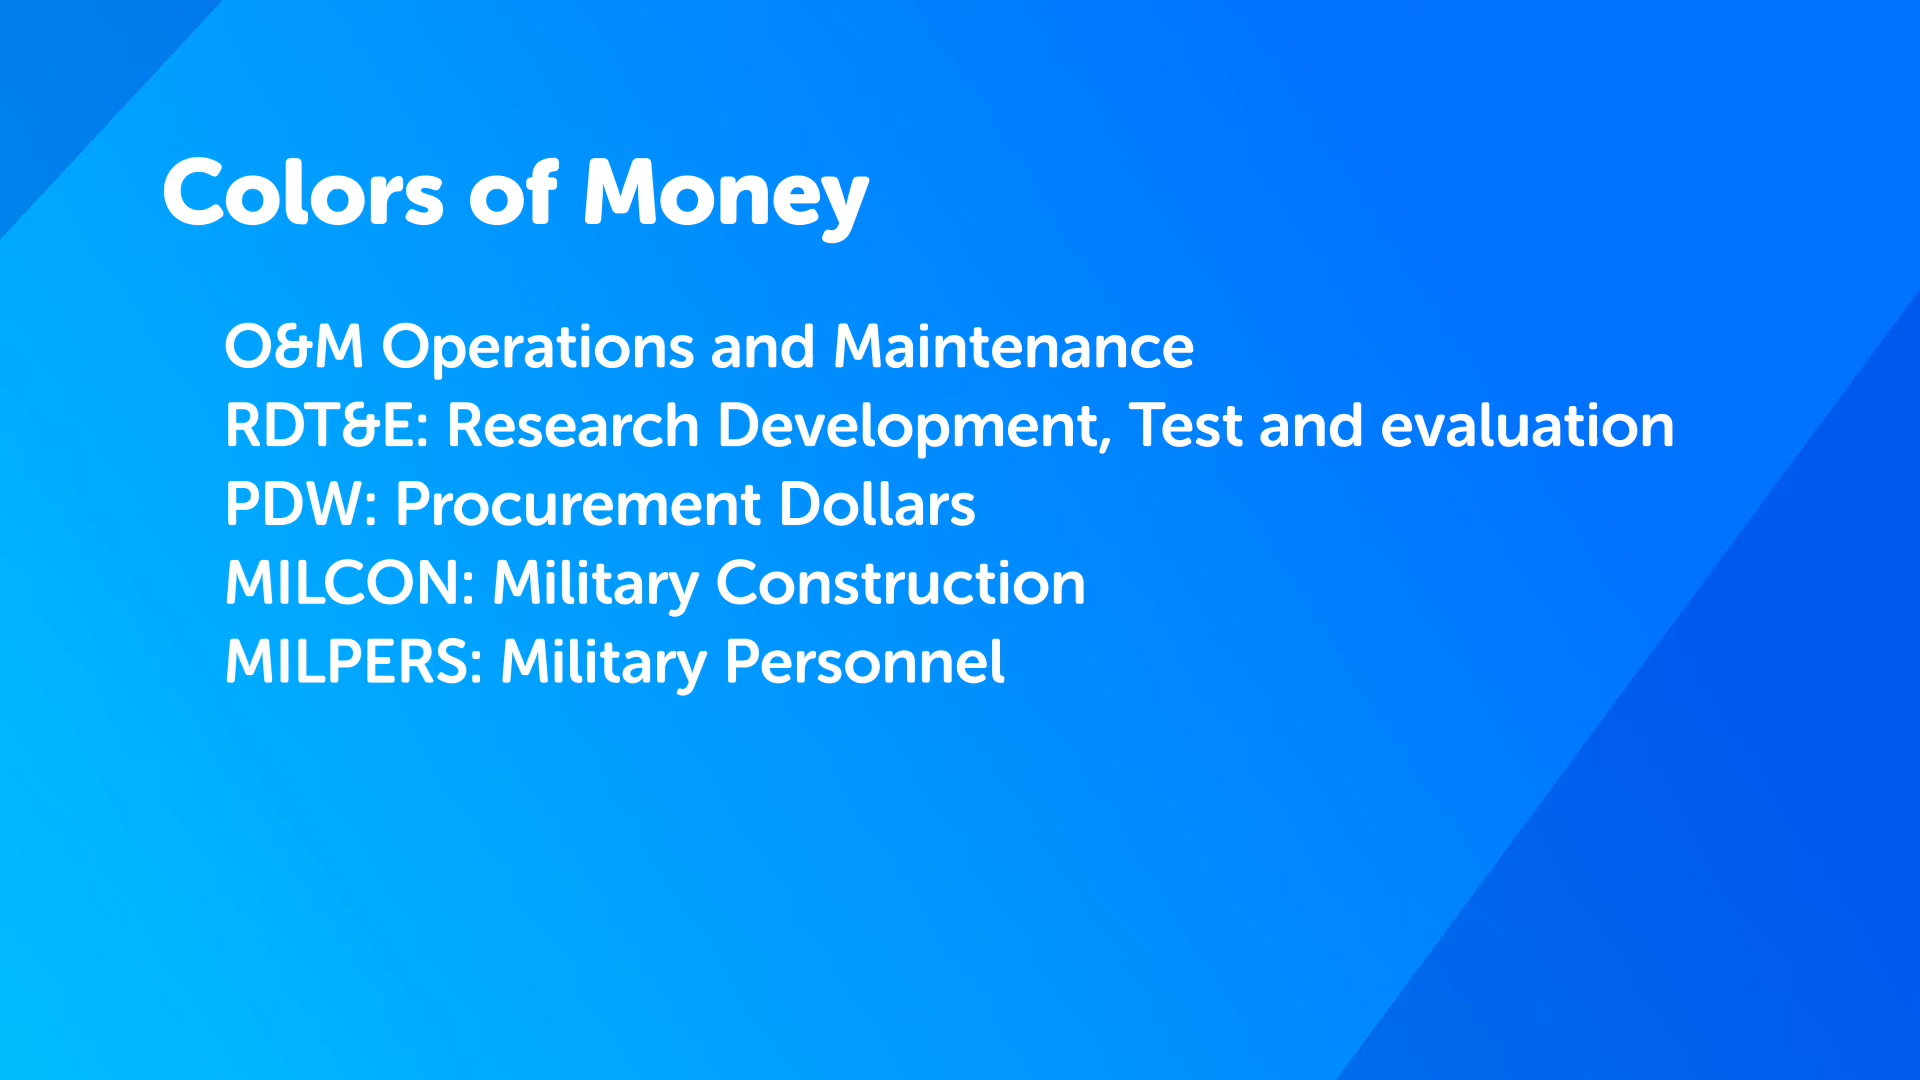 Colors of Money
O&M Operations and Maintenance
RDT&E: Research Development, Test and evaluation
PDW: Procurement Dollars
MILCON: Military Construction
MILPERS: Military Personnel